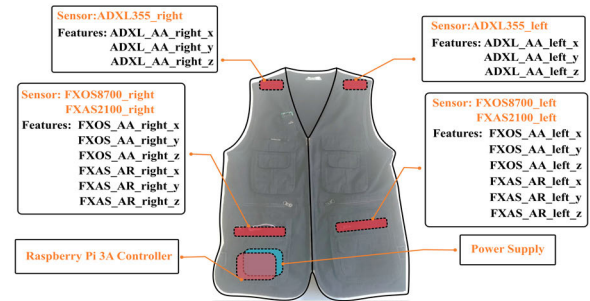 Sensor:ADXL355_right
Features: ADXL_AA_right_x
ADXL_AA_right_y
ADXL_AA_right_z
Sensor:ADXL355_left
Features: ADXL_AA_left_x
ADXL_AA_left_y
ADXL_AA_left_z
Sensor: FXOS8700_right
FXAS2100_right
Features: FXOS_AA_right_x
FXOS_AA_right_y
FXOS_AA_right_z
FXAS_AR_right_x
FXAS_AR_right_y
FXAS_AR_right_z
Sensor: FXOS8700_left
FXAS2100_left
Features: FXOS_AA_left_x
FXOS_AA_left_y
FXOS_AA_left_z
FXAS_AR_left_x
FXAS_AR_left_y
FXAS_AR_left_z
Raspberry Pi 3A Controller
Power Supply